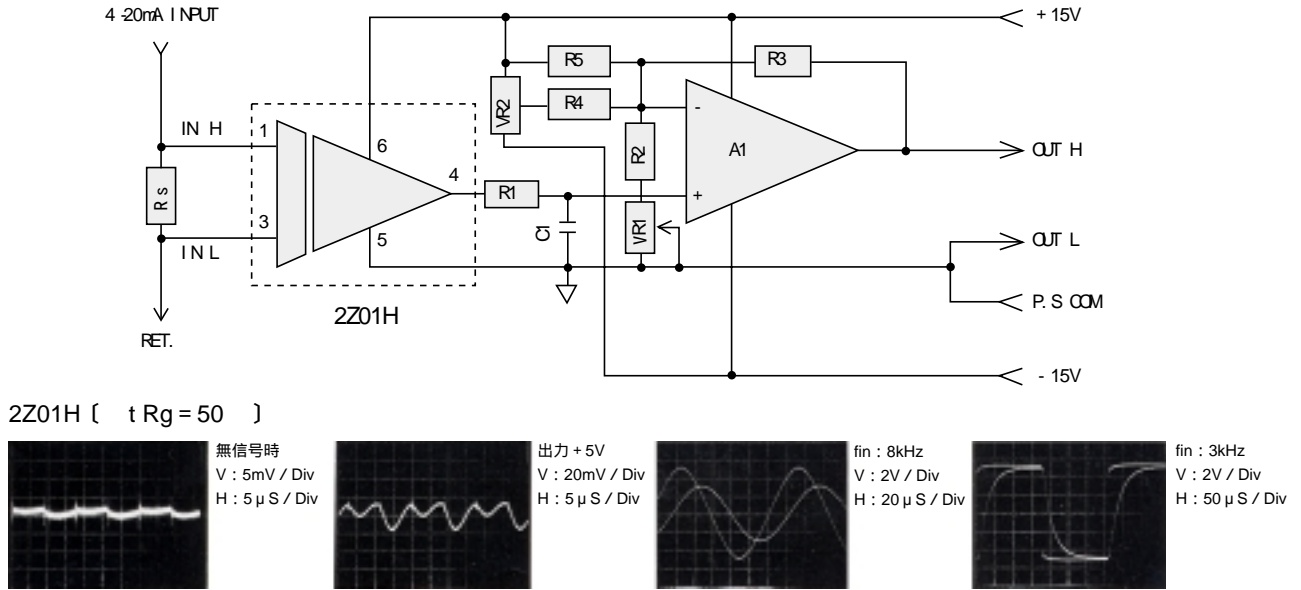 4-20mA INPUT
+15V
R5
R3
VR2
R4
IN H
1
6
-
A1
R2
OUT H
4
R1
Rs
+
3
5
C1
VR1
IN L
OUT L
2Z01H
P.S COM
RET.
-15V
2Z01H〔 t Rg = 50 〕
無信号時
V : 5mV / Div
H : 5μS / Div
出力 + 5V
V : 20mV / Div
H : 5μS / Div
fin : 8kHz
V : 2V / Div
H : 20μS / Div
fin : 3kHz
V : 2V / Div
H : 50μS / Div